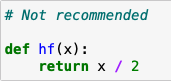 # Not recommended

def hf(x):
    return x / 2